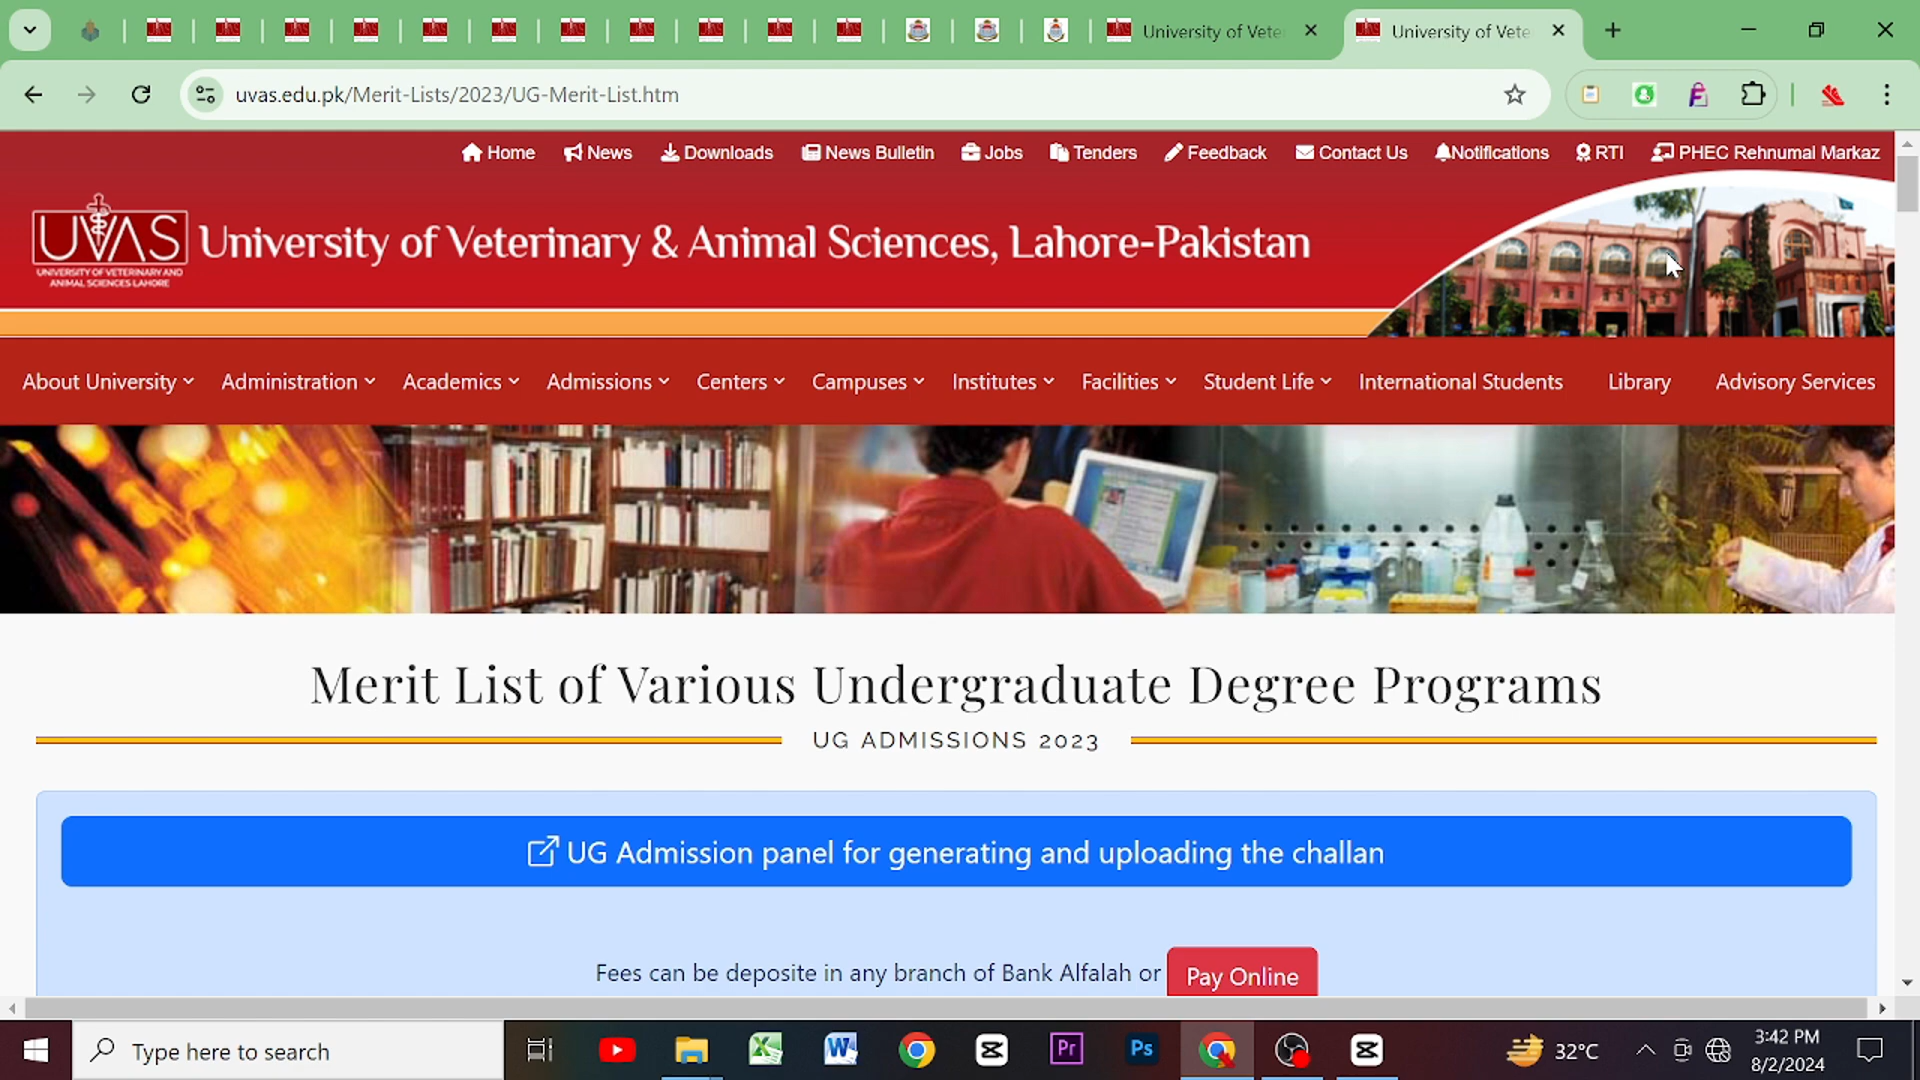 University of Vete
University of Vete
uvas.edu.pk/Merit-Lists/2023/UG-Merit-List.htm
Home News Downloads News Bulletin Jobs Tenders Feedback Contact Us Notifications RTI PHEC Rehnumal Markaz
UVAS
UNIVERSITY OF VETERINARY AND
ANIMAL SCIENCES LAHORE
University of Veterinary & Animal Sciences, Lahore-Pakistan
About University Administration Academics Admissions Centers Campuses Institutes Facilities Student Life International Students Library Advisory Services
Merit List of Various Undergraduate Degree Programs
UG ADMISSIONS 2023
UG Admission panel for generating and uploading the challan
Fees can be deposite in any branch of Bank Alfalah or Pay Online
Type here to search
Pr
Ps
32°C
3:42 PM
8/2/2024